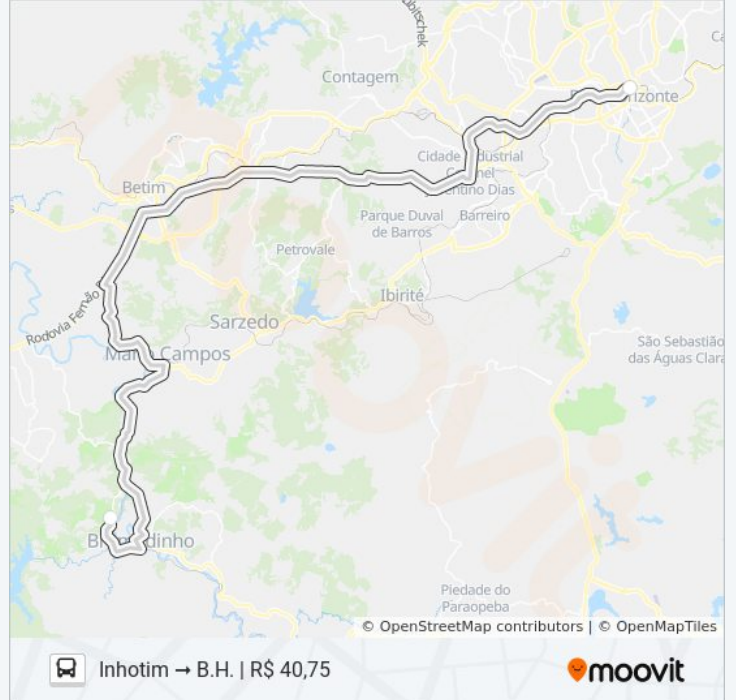 Contagem
Cidade
dustrial
Betim
Parque Duval
de Barros
Barreiro
Petrovale
Ibirité
Sarzedo
Rodovia Fernão
Campos
São Sebastião
das Águas Clara
Piedade do
Paraopeba
© OpenStreetMap contributors | © OpenMapTiles
Inhotim → B.H. | R$ 40,75
moovit